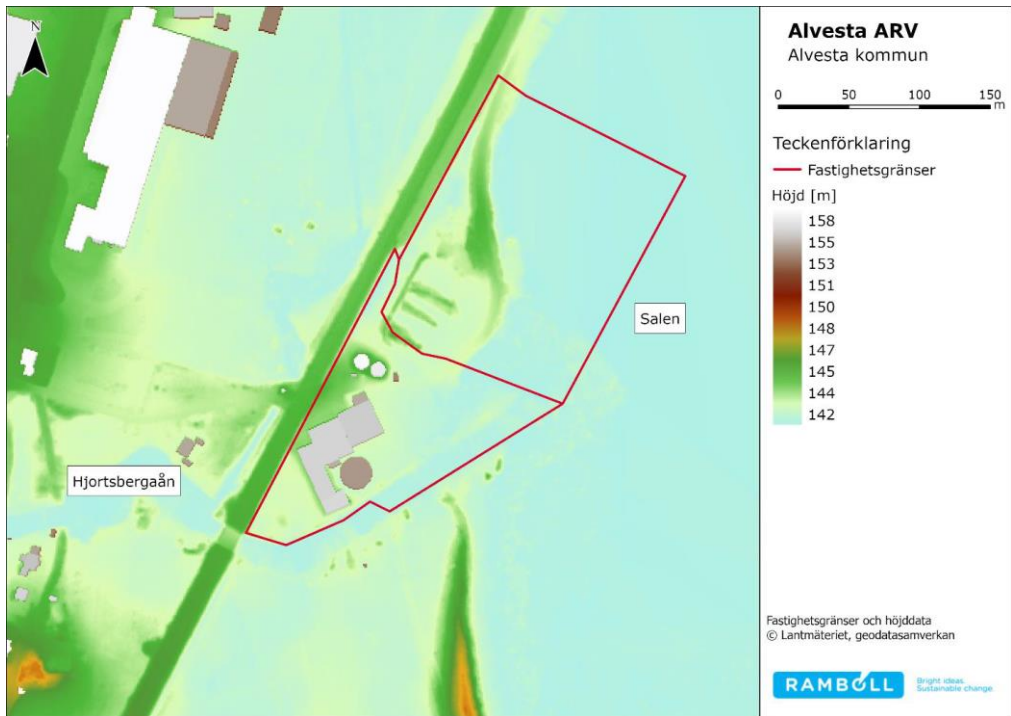 N
Salen
Hjortsbergaån
Alvesta ARV
Alvesta kommun
0 50 100 150
m
Teckenförklaring
Fastighetsgränser
Höjd [m]
158
155
153
151
150
148
147
145
144
142
Fastighetsgränser och höjddata
© Lantmäteriet, geodatasamverkan
RAMBOLL
Bright ideas.
Sustainable change.